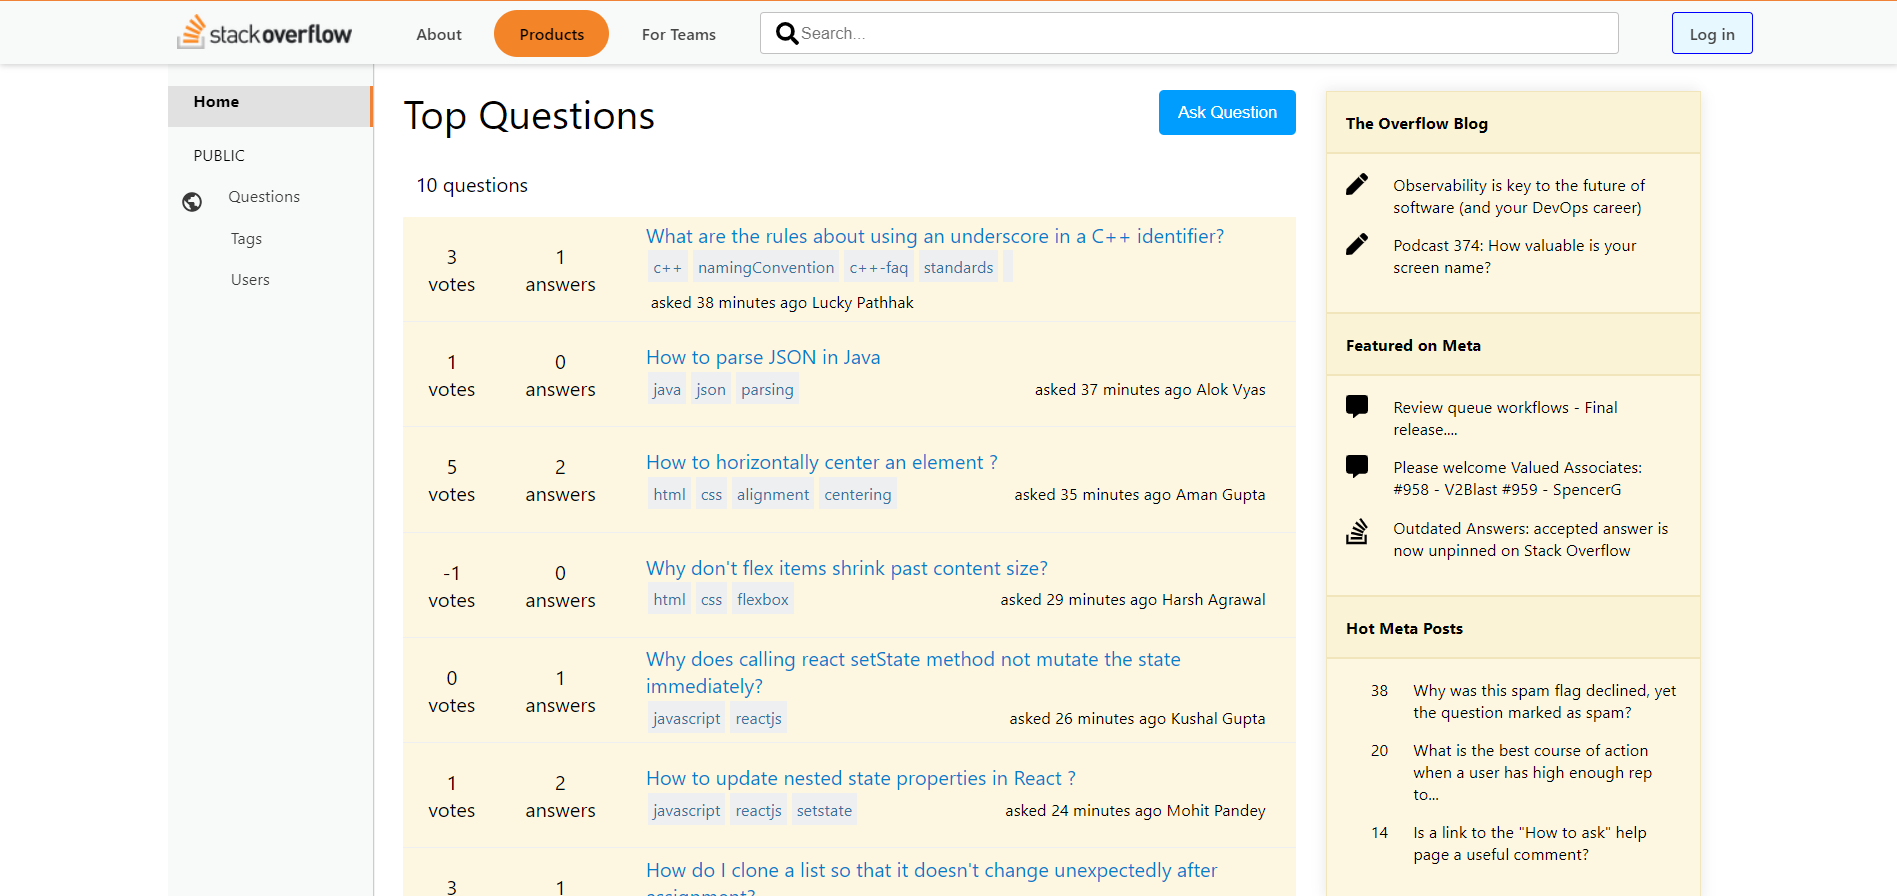 stackoverflow
About
Products
For Teams
Search...
Log in
Home
PUBLIC
Questions
Tags
Users
Top Questions
Ask Question
10 questions
3
votes
1
answers
What are the rules about using an underscore in a C++ identifier?
c++ namingConvention c++-faq standards
asked 38 minutes ago Lucky Pathhak
1
votes
0
answers
How to parse JSON in Java
java json parsing
asked 37 minutes ago Alok Vyas
5
votes
2
answers
How to horizontally center an element ?
html css alignment centering
asked 35 minutes ago Aman Gupta
-1
votes
0
answers
Why don't flex items shrink past content size?
html css flexbox
asked 29 minutes ago Harsh Agrawal
0
votes
1
answers
Why does calling react setState method not mutate the state
immediately?
javascript reactjs
asked 26 minutes ago Kushal Gupta
1
votes
2
answers
How to update nested state properties in React ?
javascript reactjs setstate
asked 24 minutes ago Mohit Pandey
3
1
How do I clone a list so that it doesn't change unexpectedly after
assignment?
The Overflow Blog
Observability is key to the future of
software (and your DevOps career)
Podcast 374: How valuable is your
screen name?
Featured on Meta
Review queue workflows - Final
release....
Please welcome Valued Associates:
#958 - V2Blast #959 - SpencerG
Outdated Answers: accepted answer is
now unpinned on Stack Overflow
Hot Meta Posts
38
Why was this spam flag declined, yet
the question marked as spam?
20
What is the best course of action
when a user has high enough rep
to...
14
Is a link to the "How to ask" help
page a useful comment?